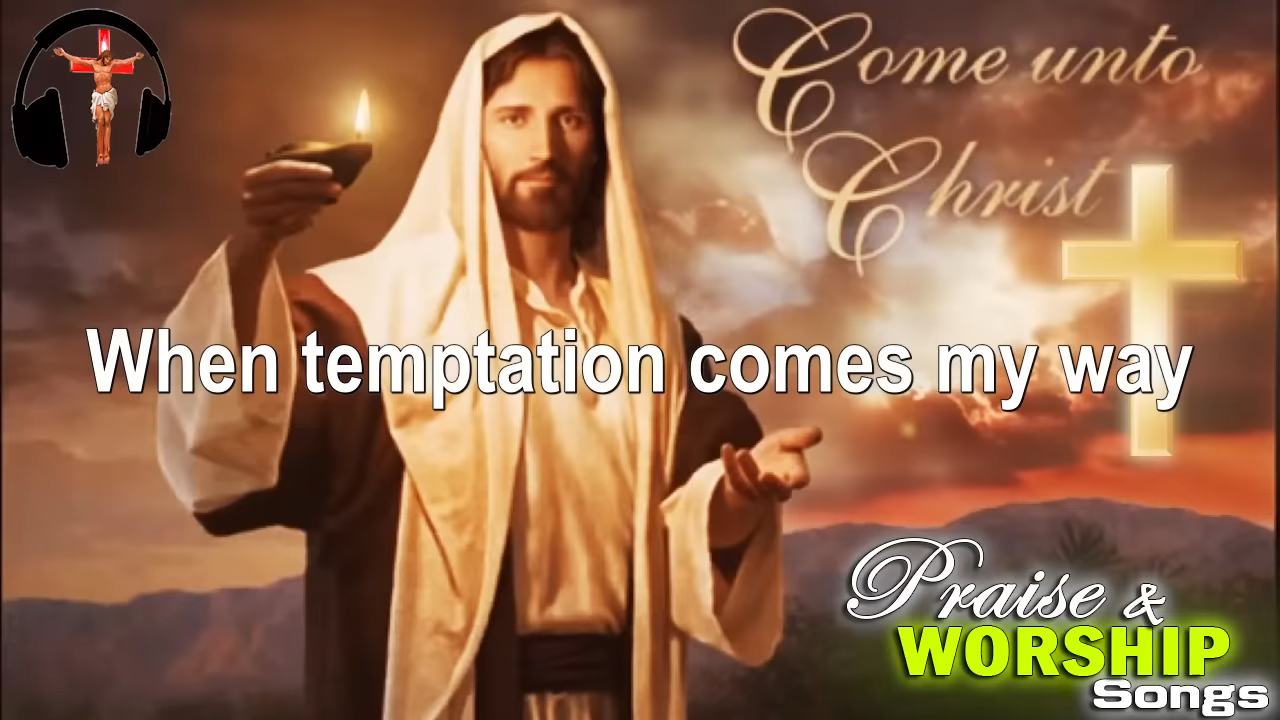 Come unto
Christ
When temptation comes my way
Praise &
WORSHIP
Songs